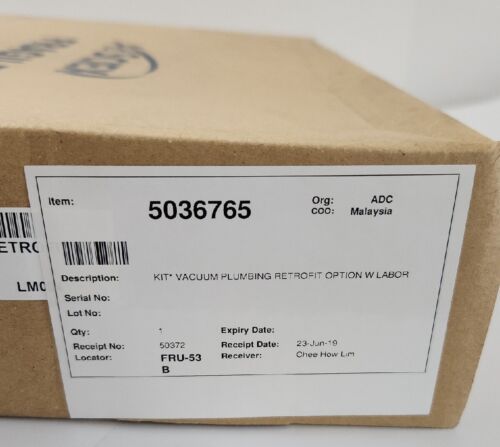 Item: 5036765 Org: ADC
COO: Malaysia
Description: KIT* VACUUM PLUMBING RETROFIT OPTION W LABOR
Serial No:
Lot No:
Qty: 1 Expiry Date:
Receipt No: 50372 Receipt Date: 23-Jun-19
Locator: FRU-53 Receiver: Chee How Lim
B
ETRO
LM0